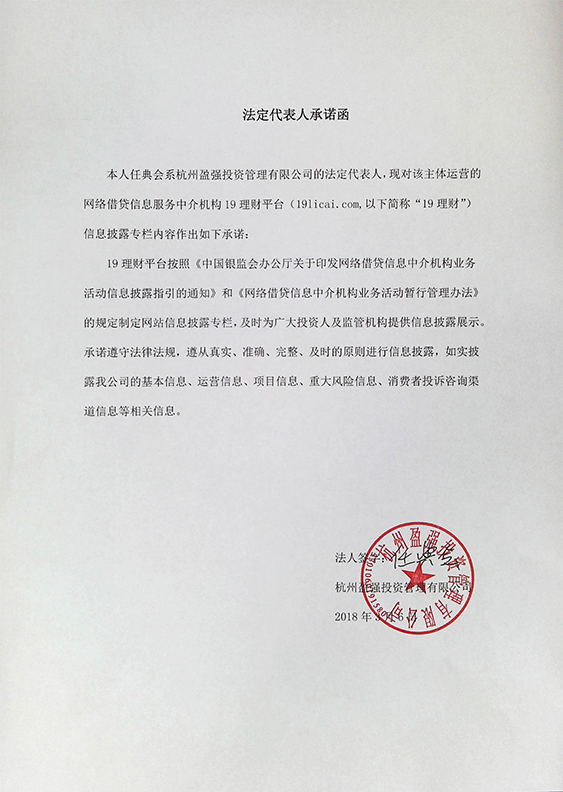 法定代表人承诺函
本人任典会系杭州盈强投资管理有限公司的法定代表人,现对该主体运营的
网络借贷信息服务中介机构19理财平台（19licai.com,以下简称“19理财”）
信息披露专栏内容作出如下承诺:
19理财平台按照《中国银监会办公厅关于印发网络借贷信息中介机构业务
活动信息披露指引的通知》和《网络借贷信息中介机构业务活动暂行管理办法》
的规定制定网站信息披露专栏,及时为广大投资人及监管机构提供信息披露展示。
承诺遵守法律法规，遵从真实、准确、完整、及时的原则进行信息披露，如实披
露我公司的基本信息、运营信息、项目信息、重大风险信息、消费者投诉咨询渠
道信息等相关信息。
法人签字:任典会
杭州盈强投资管理有限公司
杭州盈强投资管理有限公司
2018年 月6日